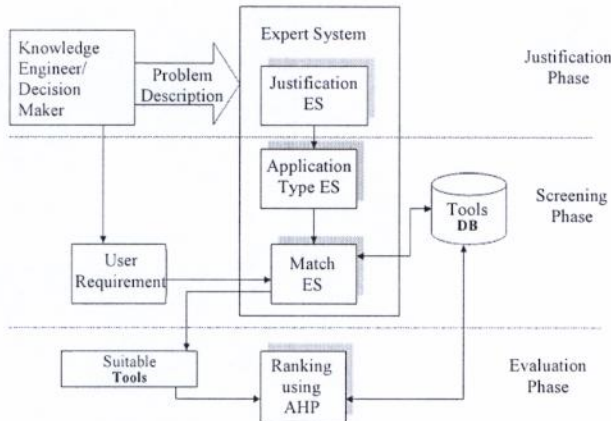 Knowledge
Engineer/
Decision
Maker
Problem
Description
Expert System
Justification
ES
Justification
Phase
Application
Type ES
Tools
DB
Screening
Phase
User
Requirement
Match
ES
Suitable
Tools
Ranking
using
AHP
Evaluation
Phase